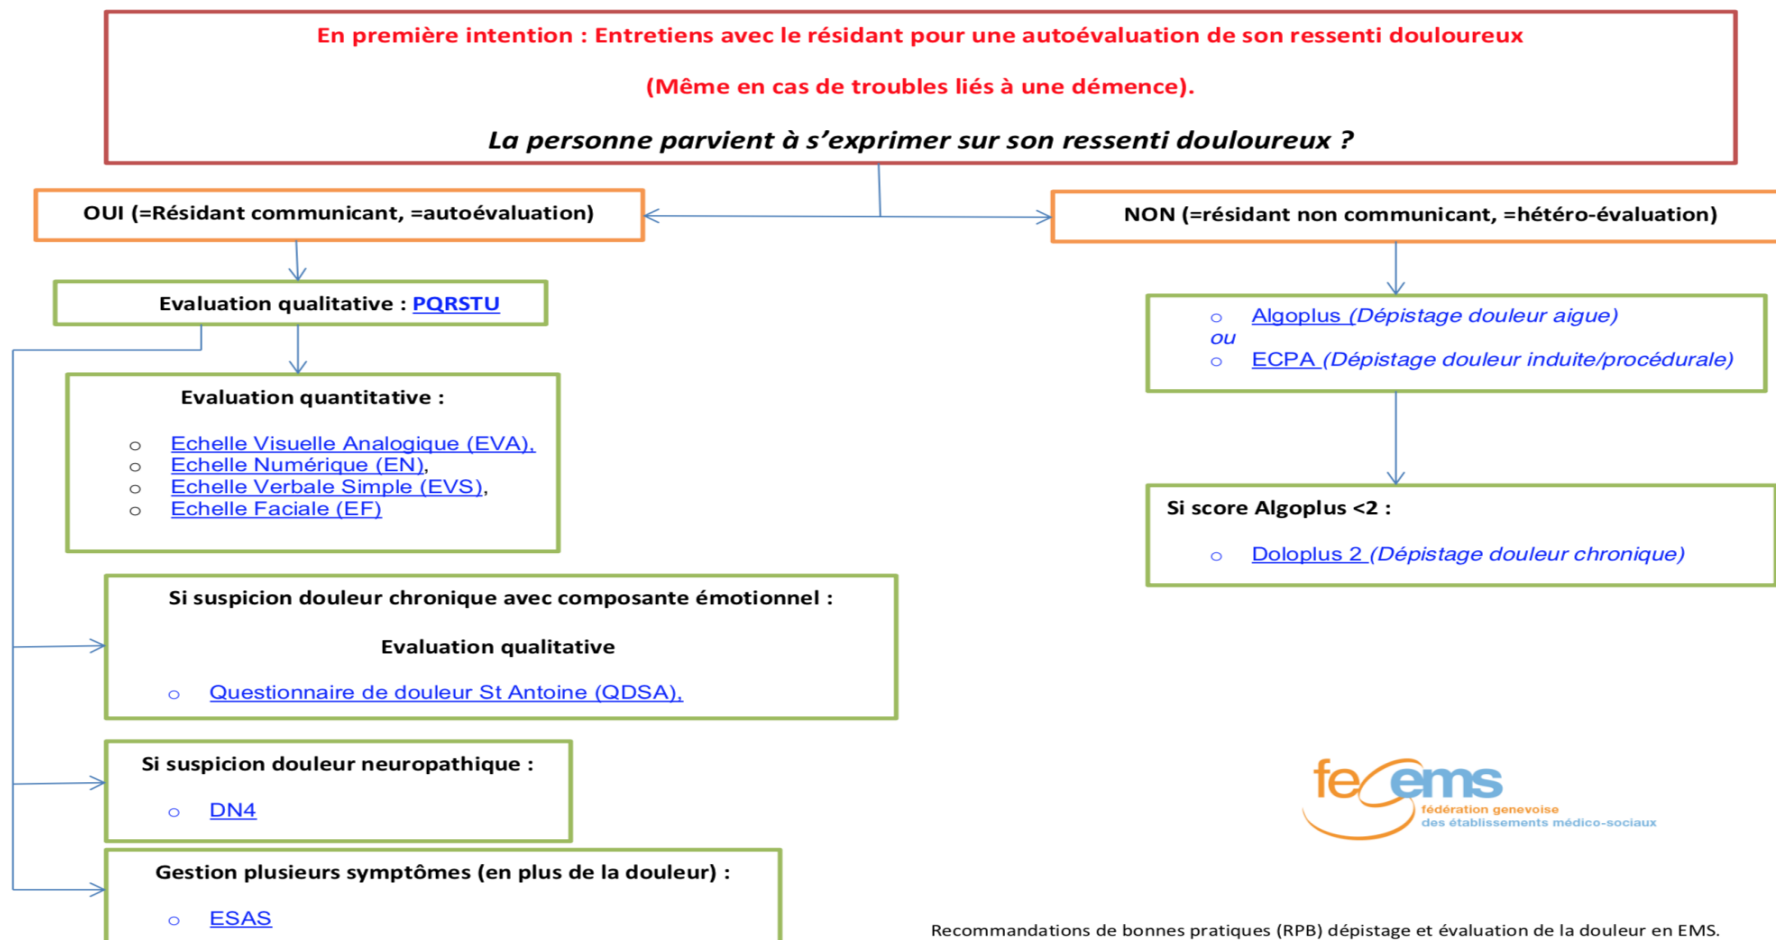 En première intention : Entretiens avec le résidant pour une autoévaluation de son ressenti douloureux
(Même en cas de troubles liés à une démence).
La personne parvient à s'exprimer sur son ressenti douloureux ?
OUI (=Résidant communicant, =autoévaluation)
NON (=résidant non communicant, =hétéro-évaluation)
Evaluation qualitative : PQRSTU
Evaluation quantitative :
o Echelle Visuelle Analogique (EVA),
o Echelle Numérique (EN),
o Echelle Verbale Simple (EVS),
o Echelle Faciale (EF)
Si suspicion douleur chronique avec composante émotionnel :
Evaluation qualitative
o Questionnaire de douleur St Antoine (QDSA),
Si suspicion douleur neuropathique :
o DN4
Gestion plusieurs symptômes (en plus de la douleur) :
o ESAS
o Algoplus (Dépistage douleur aigue)
ou
o ECPA (Dépistage douleur induite/procédurale)
Si score Algoplus <2 :
o Doloplus 2 (Dépistage douleur chronique)
fegems
fédération genevoise
des établissements médico-sociaux
Recommandations de bonnes pratiques (RPB) dépistage et évaluation de la douleur en EMS.